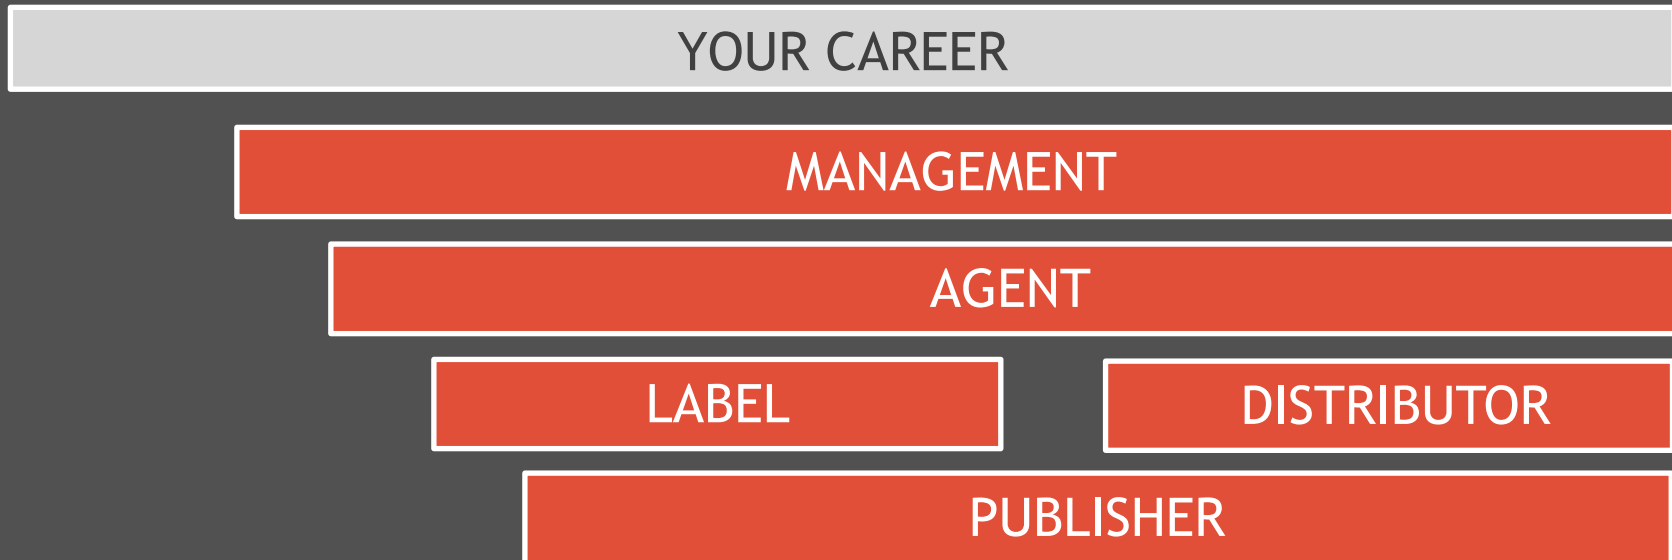 YOUR CAREER
MANAGEMENT
AGENT
LABEL
DISTRIBUTOR
PUBLISHER